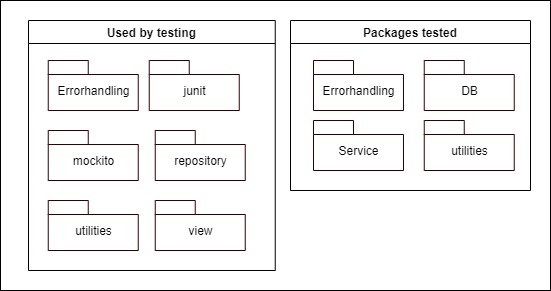 Used by testing
Errorhandling
junit
mockito
repository
utilities
view
Packages tested
Errorhandling
DB
Service
utilities